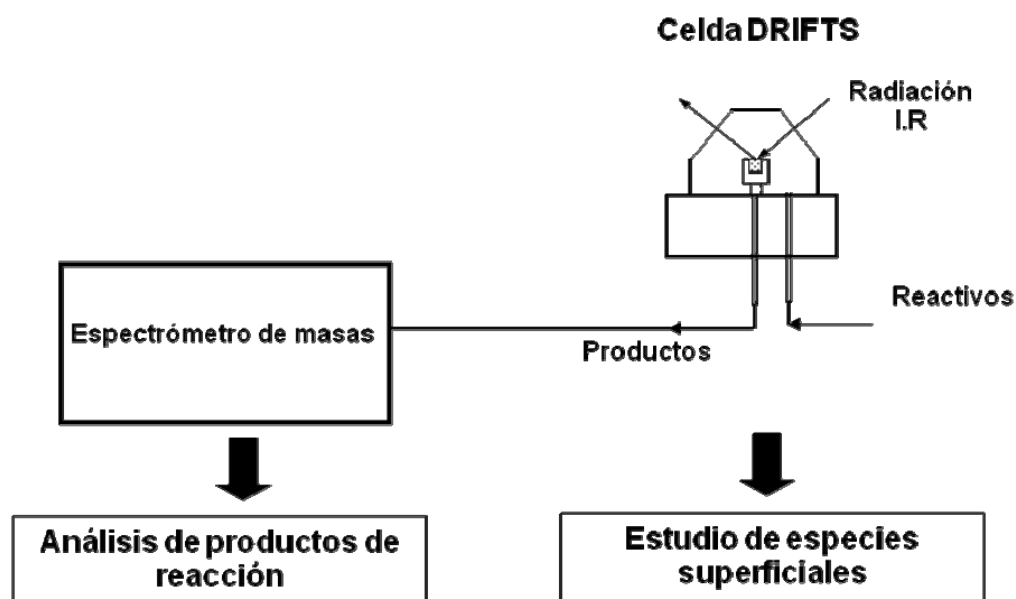 Celda DRIFTS
Radiación
I.R
Reactivos
Espectrómetro de masas
Productos
Análisis de productos de
reacción
Estudio de especies
superficiales